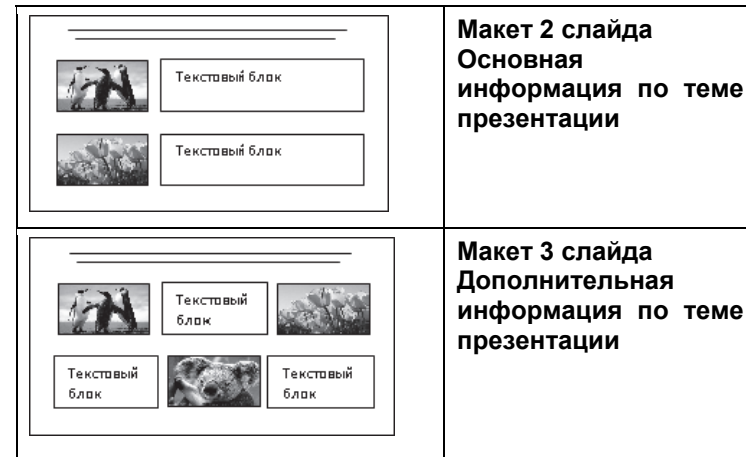 Текстовый блок
Текстовый блок
Макет 2 слайда
Основная
информация по теме
презентации
Текстовый
блок
Текстовый
блок
Текстовый
блок
Макет 3 слайда
Дополнительная
информация по теме
презентации